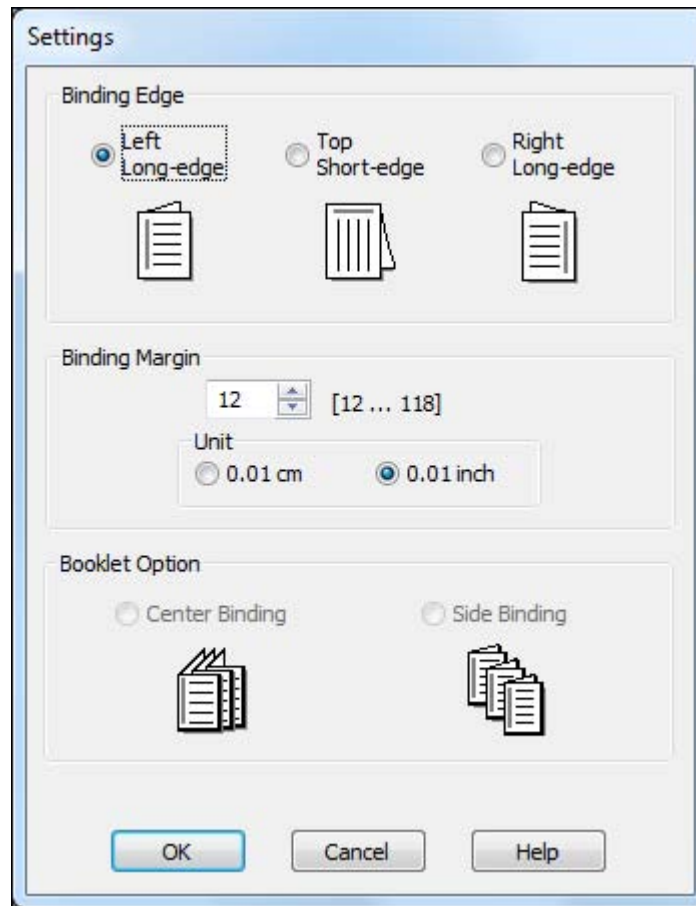 Settings
Binding Edge
Left Top Right
Long-edge Short-edge Long-edge
Binding Margin
12 [12 ... 118]
Unit
0.01 cm 0.01 inch
Booklet Option
Center Binding Side Binding
OK Cancel Help